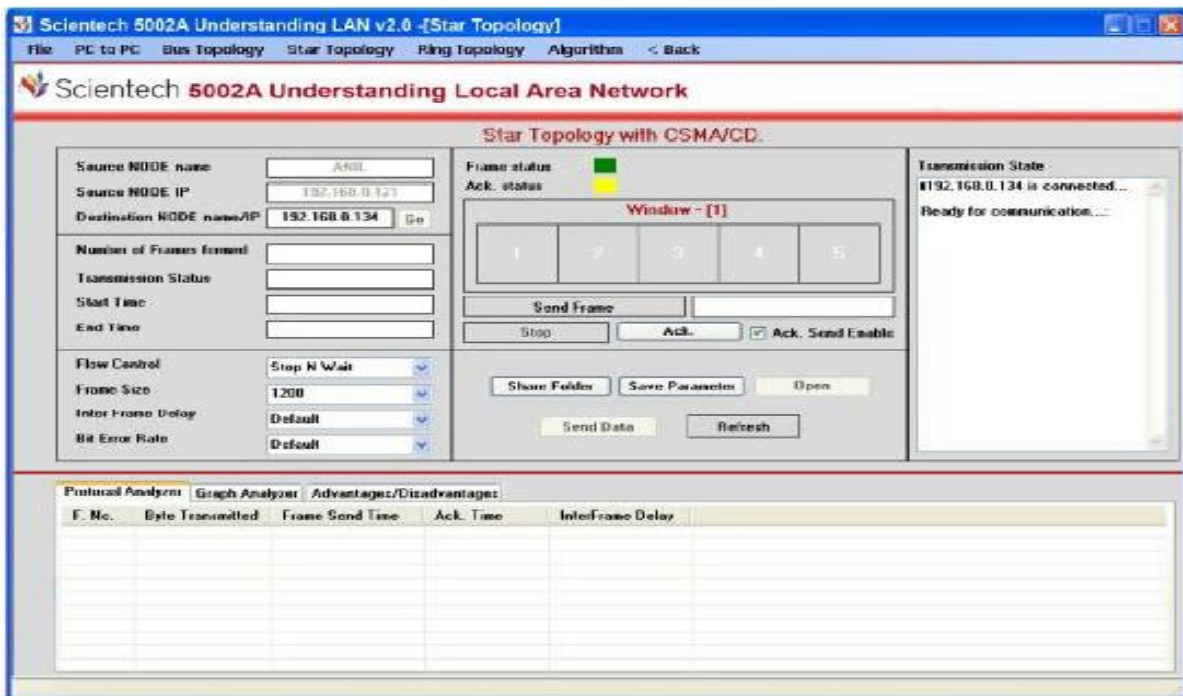 Scientech 5002A Understanding LAN v2.0 -[Star Topology]
File PC to PC Bus Topology Star Topology Ring Topology Algorithm < Back
Scientech 5002A Understanding Local Area Network
Star Topology with CSMA/CD.
Source NODE name ANIL
Source NODE IP 192.168.0.121
Destination NODE name/IP 192.168.0.134 Go
Number of Frames formed
Transmission Status
Start Time
End Time
Flow Control Stop N Wait
Frame Size 1200
Inter Frame Delay Default
Bit Error Rate Default
Frame status
Ack. status
Window - [1]
1 2 3 4 5
Send Frame
Stop Ack. Ack. Send Enable
Share Folder Save Parameter Open
Send Data Refresh
Transmission State
#192.168.0.134 is connected...
Ready for communication...:
Protocol Analyzer Graph Analyzer Advantages/Disadvantages
F. No. Byte Transmitted Frame Send Time Ack. Time InterFrame Delay